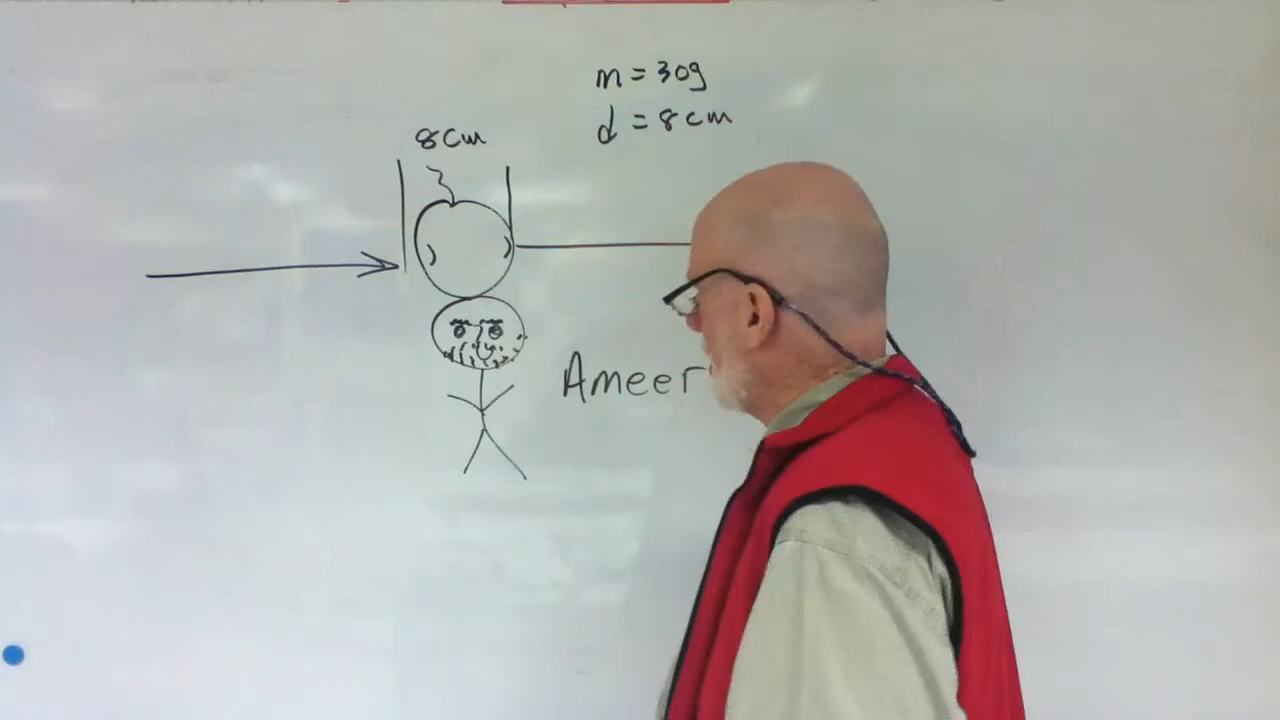 m = 30g
d = 8cm
8cm
Ameer